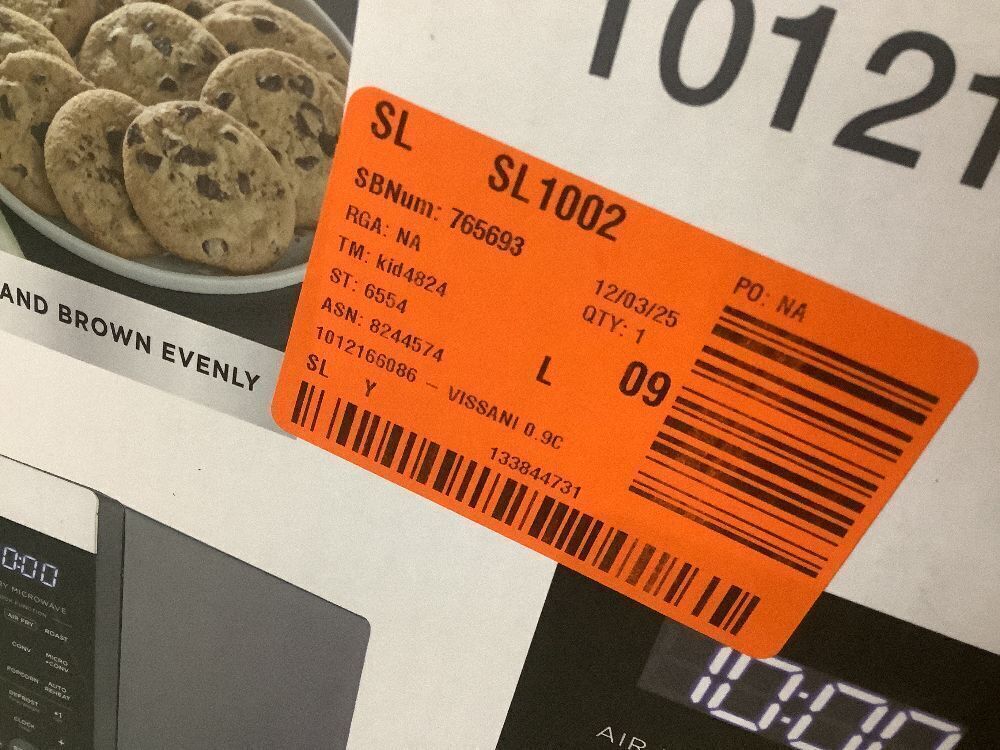 10121
SL SL1002
SBNum: 765693
RGA: NA
TM: kid4824
ST: 6554
ASN: 8244574
1012166086 - VISSANI 0.9C
SL Y
12/03/25
QTY: 1
L 09
PO: NA
133844731
AND BROWN EVENLY
0:00
RY MICROWAVE
AIR FRY ROAST
CONV MICRO +CONV
POPCORN AUTO REHEAT
DEFROST
CLOCK
10:00
AIR